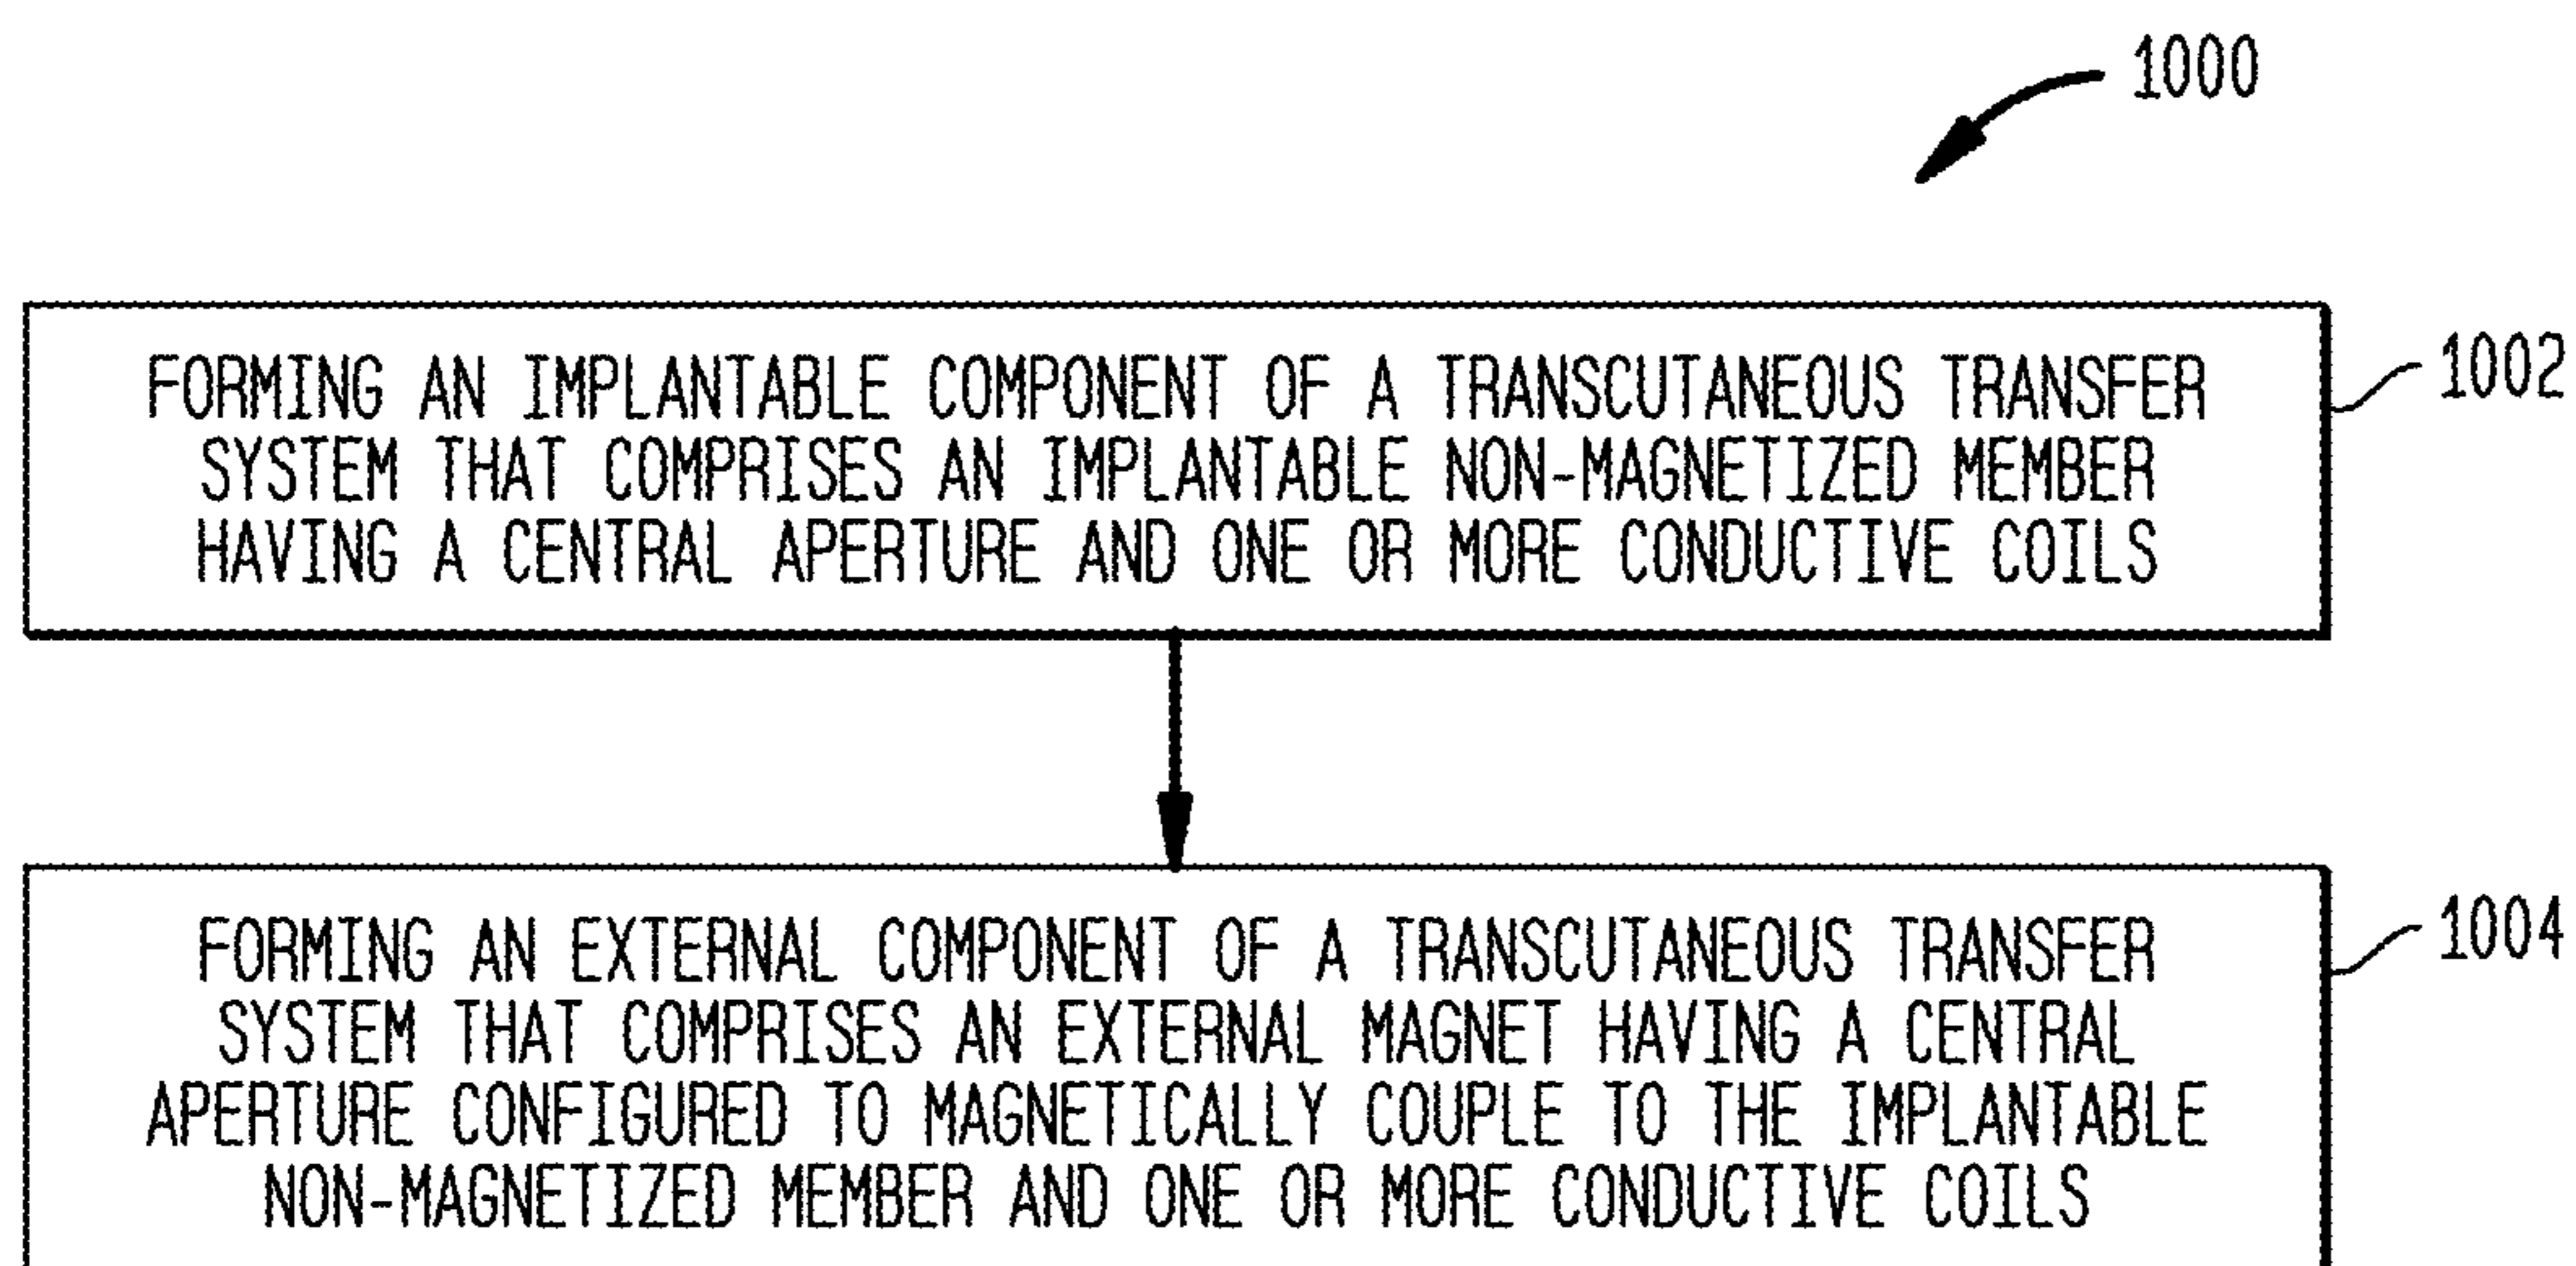 1000
FORMING AN IMPLANTABLE COMPONENT OF A TRANSCUTANEOUS TRANSFER
SYSTEM THAT COMPRISES AN IMPLANTABLE NON-MAGNETIZED MEMBER
HAVING A CENTRAL APERTURE AND ONE OR MORE CONDUCTIVE COILS
1002
FORMING AN EXTERNAL COMPONENT OF A TRANSCUTANEOUS TRANSFER
SYSTEM THAT COMPRISES AN EXTERNAL MAGNET HAVING A CENTRAL
APERTURE CONFIGURED TO MAGNETICALLY COUPLE TO THE IMPLANTABLE
NON-MAGNETIZED MEMBER AND ONE OR MORE CONDUCTIVE COILS
1004